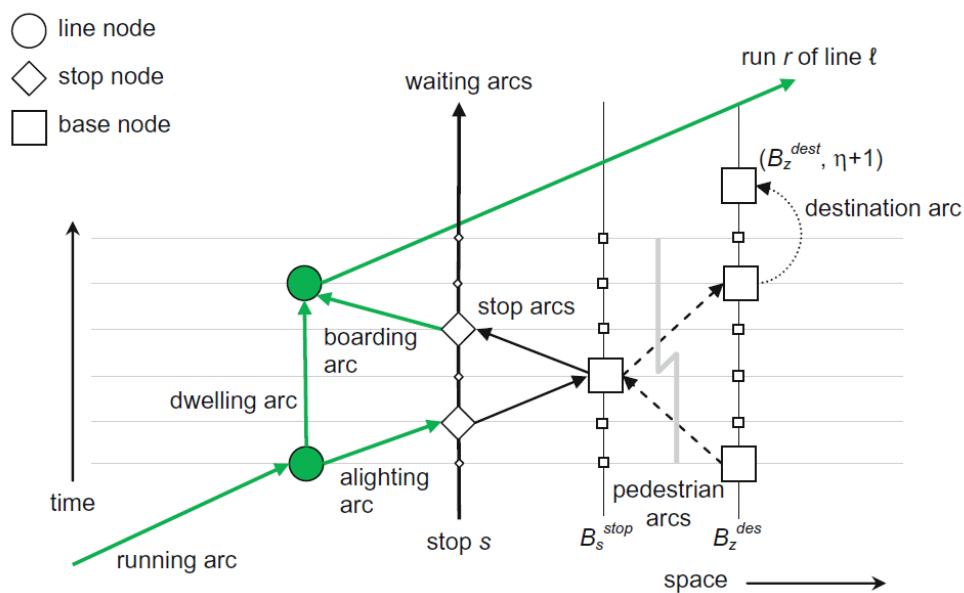 line node
stop node
base node
waiting arcs
run r of line ℓ
(B_z^dest, η+1)
destination arc
stop arcs
boarding
arc
dwelling arc
alighting
arc
time
running arc
stop s
B_s^stop
pedestrian
arcs
B_z^des
space